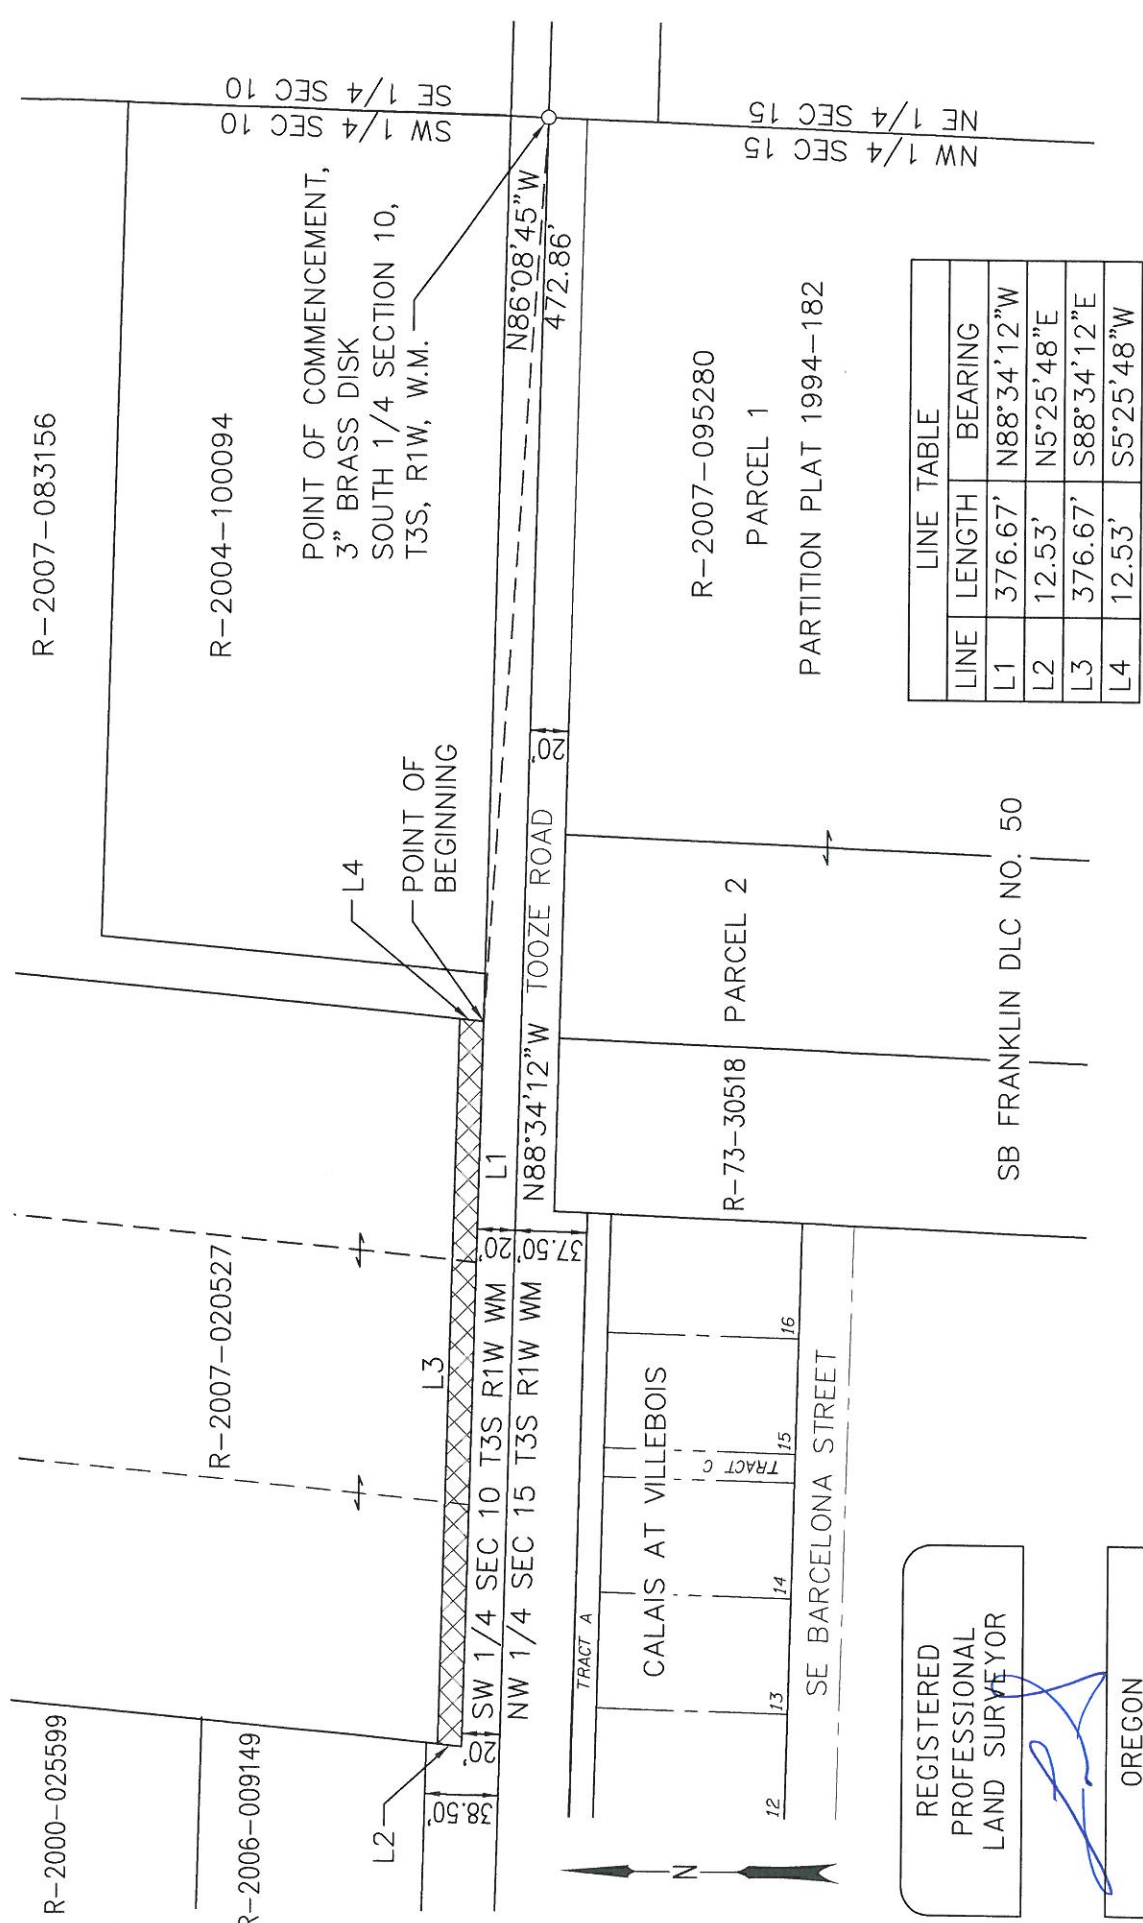 R-2007-083156
R-2004-100094
SE 1/4 SEC 10
SW 1/4 SEC 10
POINT OF COMMENCEMENT,
3" BRASS DISK
SOUTH 1/4 SECTION 10,
T3S, R1W, W.M.
N86°08'45"W
472.86'
NE 1/4 SEC 15
NW 1/4 SEC 15
L4
POINT OF
BEGINNING
R-2007-020527
L3
L1
R-2000-025599
R-2006-009149
L2
20'
38.50'
SW 1/4 SEC 10 T3S R1W WM
NW 1/4 SEC 15 T3S R1W WM
20'
37.50'
N88°34'12"W TOOZE ROAD
20'
R-2007-095280
PARCEL 1
PARTITION PLAT 1994-182
R-73-30518 PARCEL 2
SB FRANKLIN DLC NO. 50
TRACT A
CALAIS AT VILLEBOIS
TRACT C
12
13
14
15
16
SE BARCELONA STREET
N
LINE TABLE
LINE LENGTH BEARING
L1 376.67' N88°34'12"W
L2 12.53' N5°25'48"E
L3 376.67' S88°34'12"E
L4 12.53' S5°25'48"W
REGISTERED
PROFESSIONAL
LAND SURVEYOR
OREGON